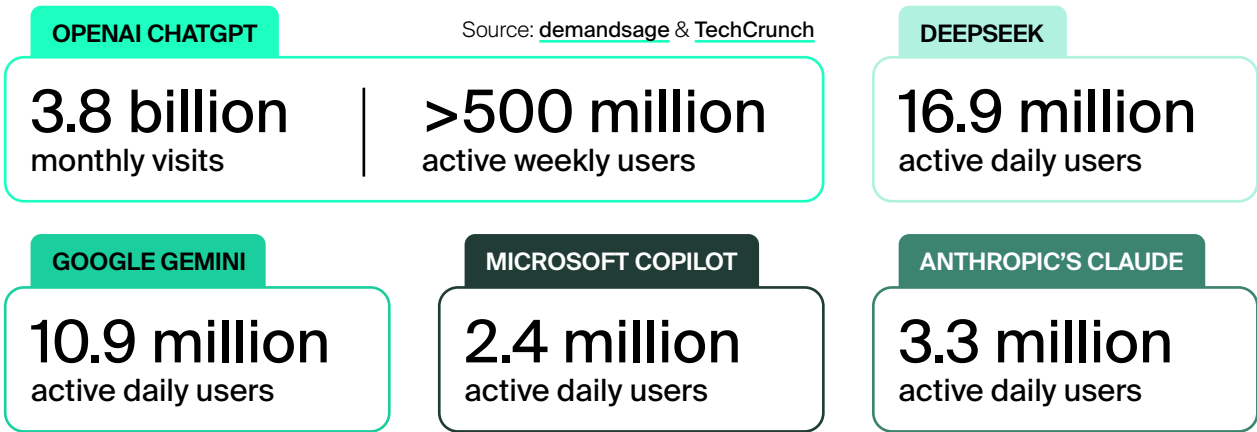 OPENAI CHATGPT
Source: demandsage & TechCrunch
3.8 billion
monthly visits
>500 million
active weekly users
DEEPSEEK
16.9 million
active daily users
GOOGLE GEMINI
10.9 million
active daily users
MICROSOFT COPILOT
2.4 million
active daily users
ANTHROPIC’S CLAUDE
3.3 million
active daily users